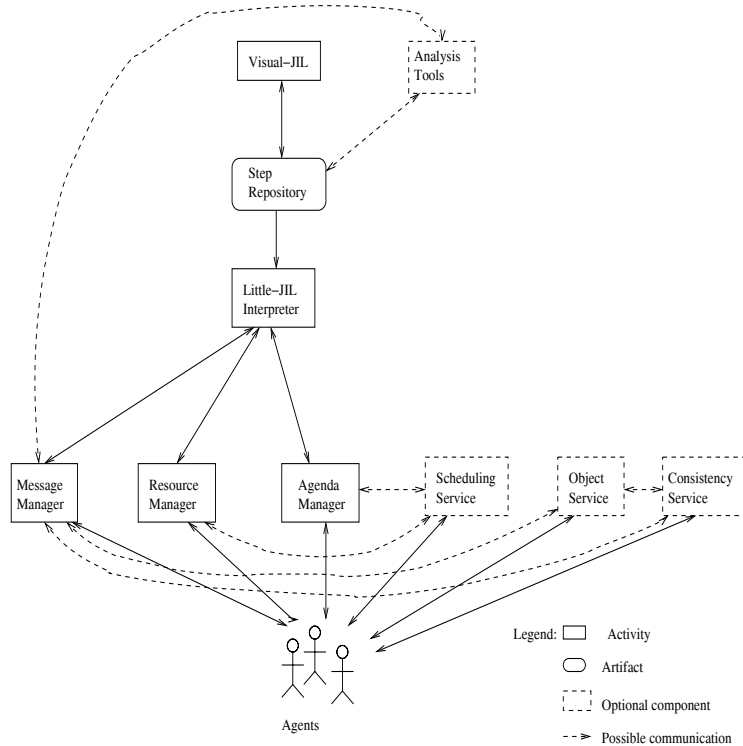 Visual-JIL
Analysis
Tools
Step
Repository
Little-JIL
Interpreter
Message
Manager
Resource
Manager
Agenda
Manager
Scheduling
Service
Object
Service
Consistency
Service
Agents
Legend:
Activity
Artifact
Optional component
Possible communication